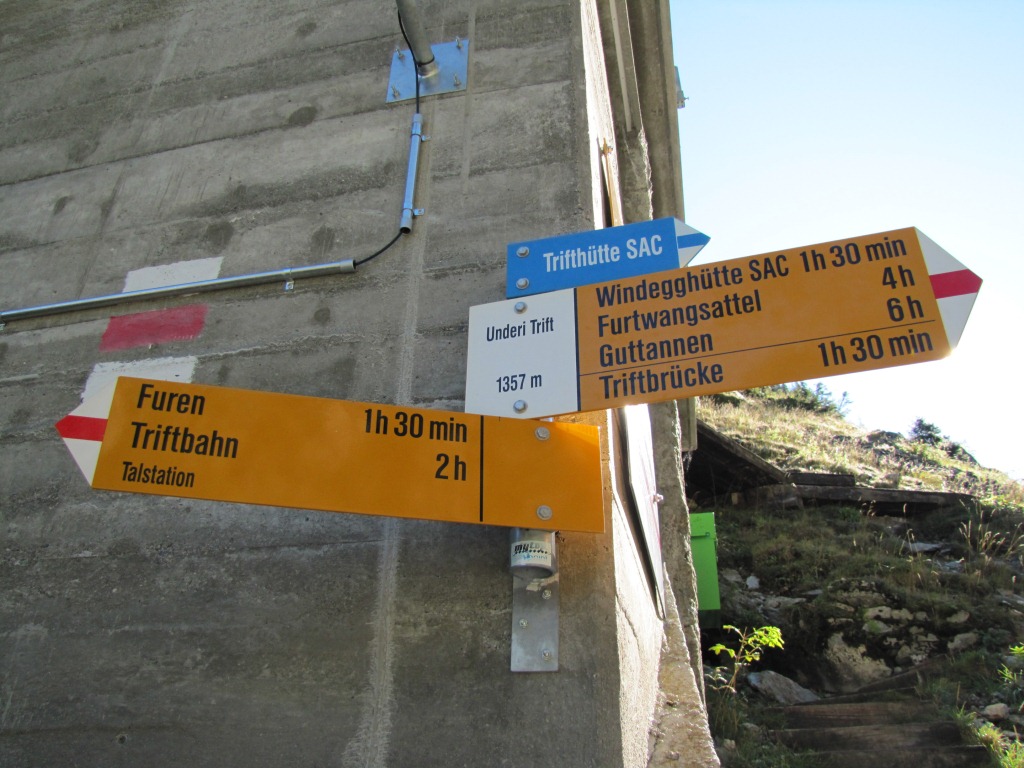 Trifthütte SAC
Underi Trift
1357 m
Windegghütte SAC 1h 30 min
Furtwangsattel 4h
Guttannen 6h
Triftbrücke 1h 30 min
Furen 1h 30 min
Triftbahn 2h
Talstation